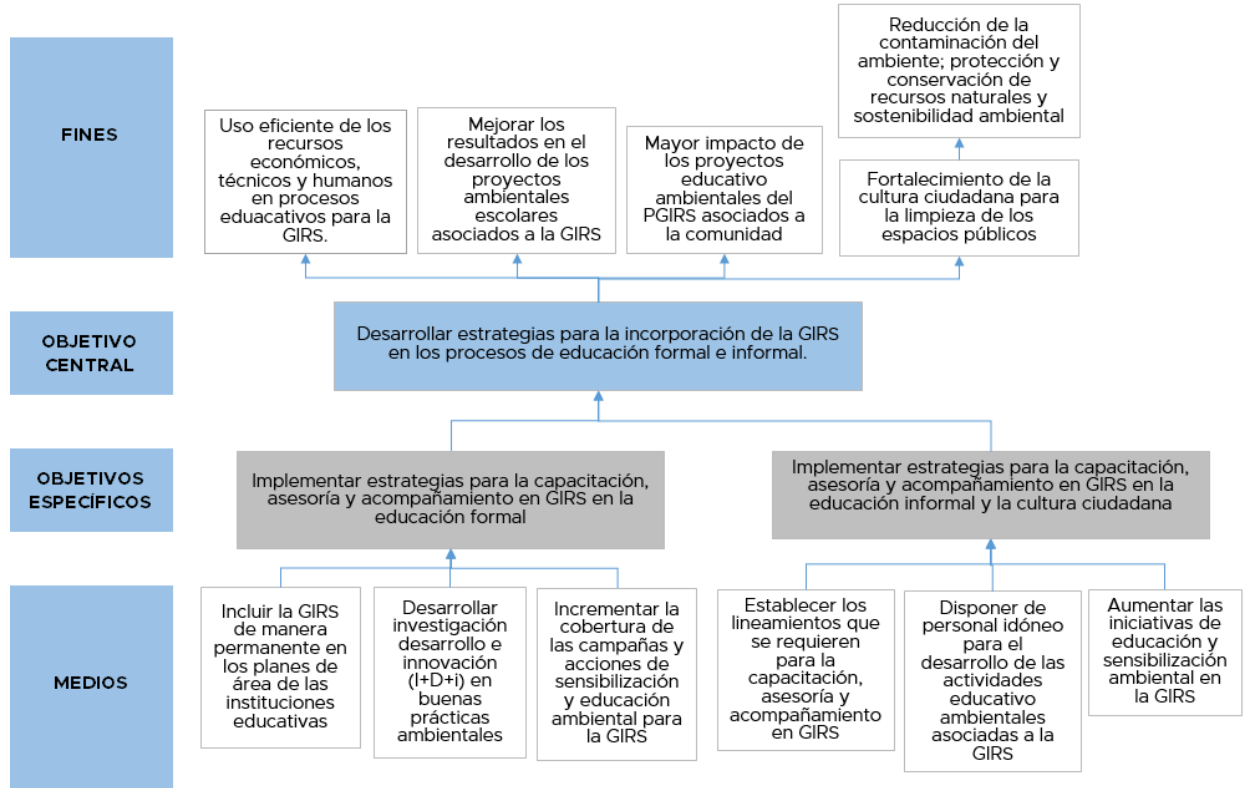 FINES
Uso eficiente de los
recursos
económicos,
técnicos y humanos
en procesos
eduacativos para la
GIRS.
Mejorar los
resultados en el
desarrollo de los
proyectos
ambientales
escolares
asociados a la GIRS
Mayor impacto de
los proyectos
educativo
ambientales del
PGIRS asociados a
la comunidad
Reducción de la
contaminación del
ambiente; protección y
conservación de
recursos naturales y
sostenibilidad ambiental
Fortalecimiento de la
cultura ciudadana para
la limpieza de los
espacios públicos
OBJETIVO
CENTRAL
Desarrollar estrategias para la incorporación de la GIRS
en los procesos de educación formal e informal.
OBJETIVOS
ESPECÍFICOS
Implementar estrategias para la capacitación,
asesoría y acompañamiento en GIRS en la
educación formal
Implementar estrategias para la capacitación,
asesoría y acompañamiento en GIRS en la
educación informal y la cultura ciudadana
MEDIOS
Incluir la GIRS
de manera
permanente en
los planes de
área de las
instituciones
educativas
Desarrollar
investigación
desarrollo e
innovación
(I+D+i) en
buenas
prácticas
ambientales
Incrementar la
cobertura de
las campañas y
acciones de
sensibilización
y educación
ambiental para
la GIRS
Establecer los
lineamientos que
se requieren para
la capacitación,
asesoría y
acompañamiento
en GIRS
Disponer de
personal idóneo
para el
desarrollo de las
actividades
educativo
ambientales
asociadas a la
GIRS
Aumentar las
iniciativas de
educación y
sensibilización
ambiental en
la GIRS